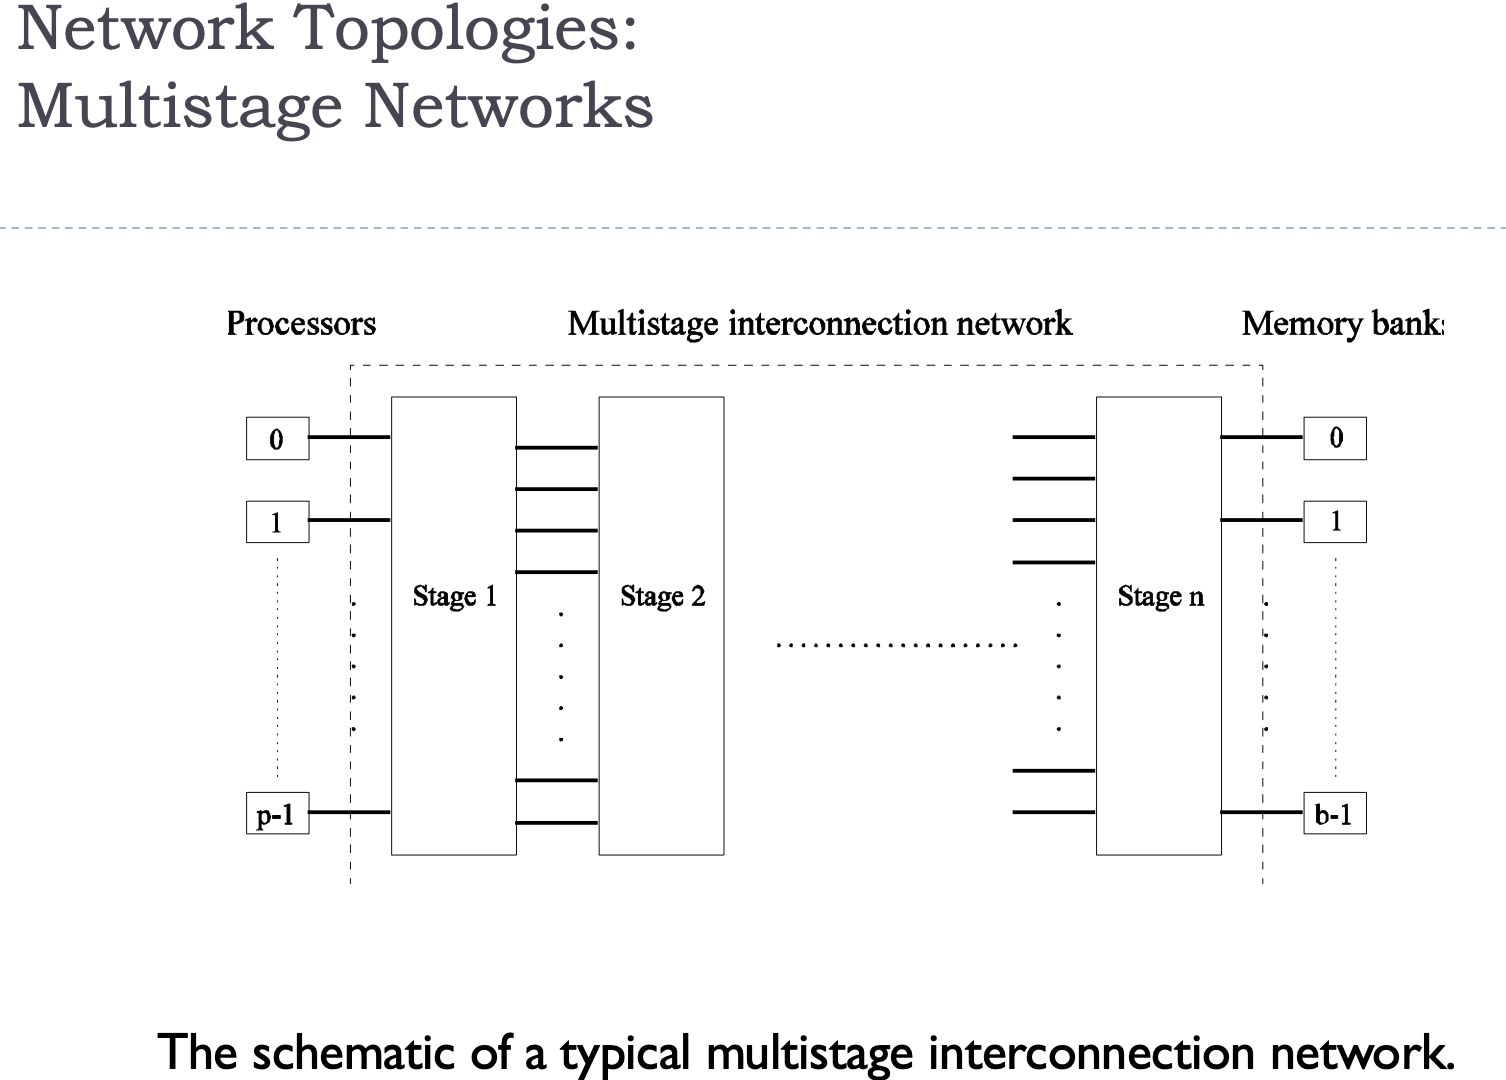 Network Topologies:
Multistage Networks
Processors
Multistage interconnection network
Memory bank
0
1
p-1
Stage 1
Stage 2
Stage n
0
1
b-1
The schematic of a typical multistage interconnection network.